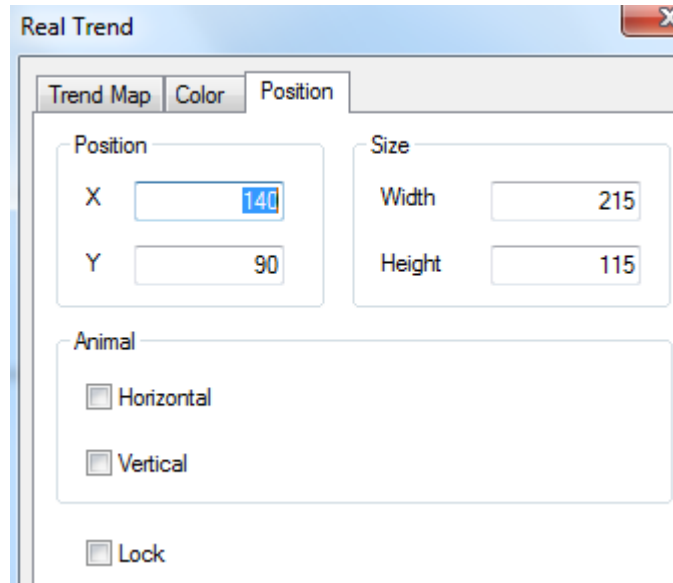 Real Trend
Trend Map Color Position
Position Size
X 140 Width 215
Y 90 Height 115
Animal
Horizontal
Vertical
Lock